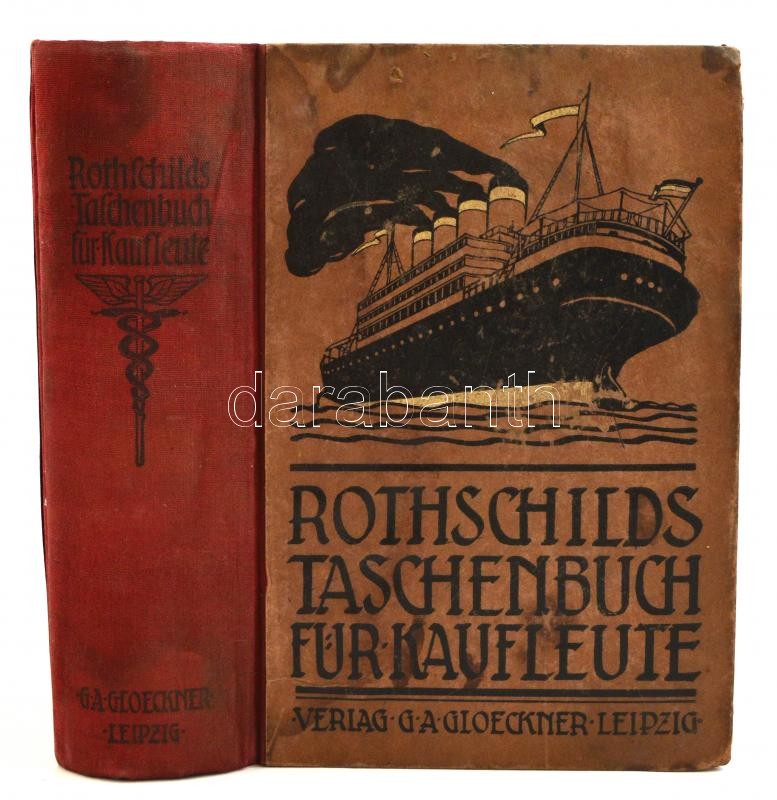 Rothschilds
Taschenbuch
für Kaufleute
G·A·GLOECKNER·
·LEIPZIG·
darabanth
ROTHSCHILDS
TASCHENBUCH
FÜR·KAUFLEUTE
·VERLAG·G·A·GLOECKNER·LEIPZIG·